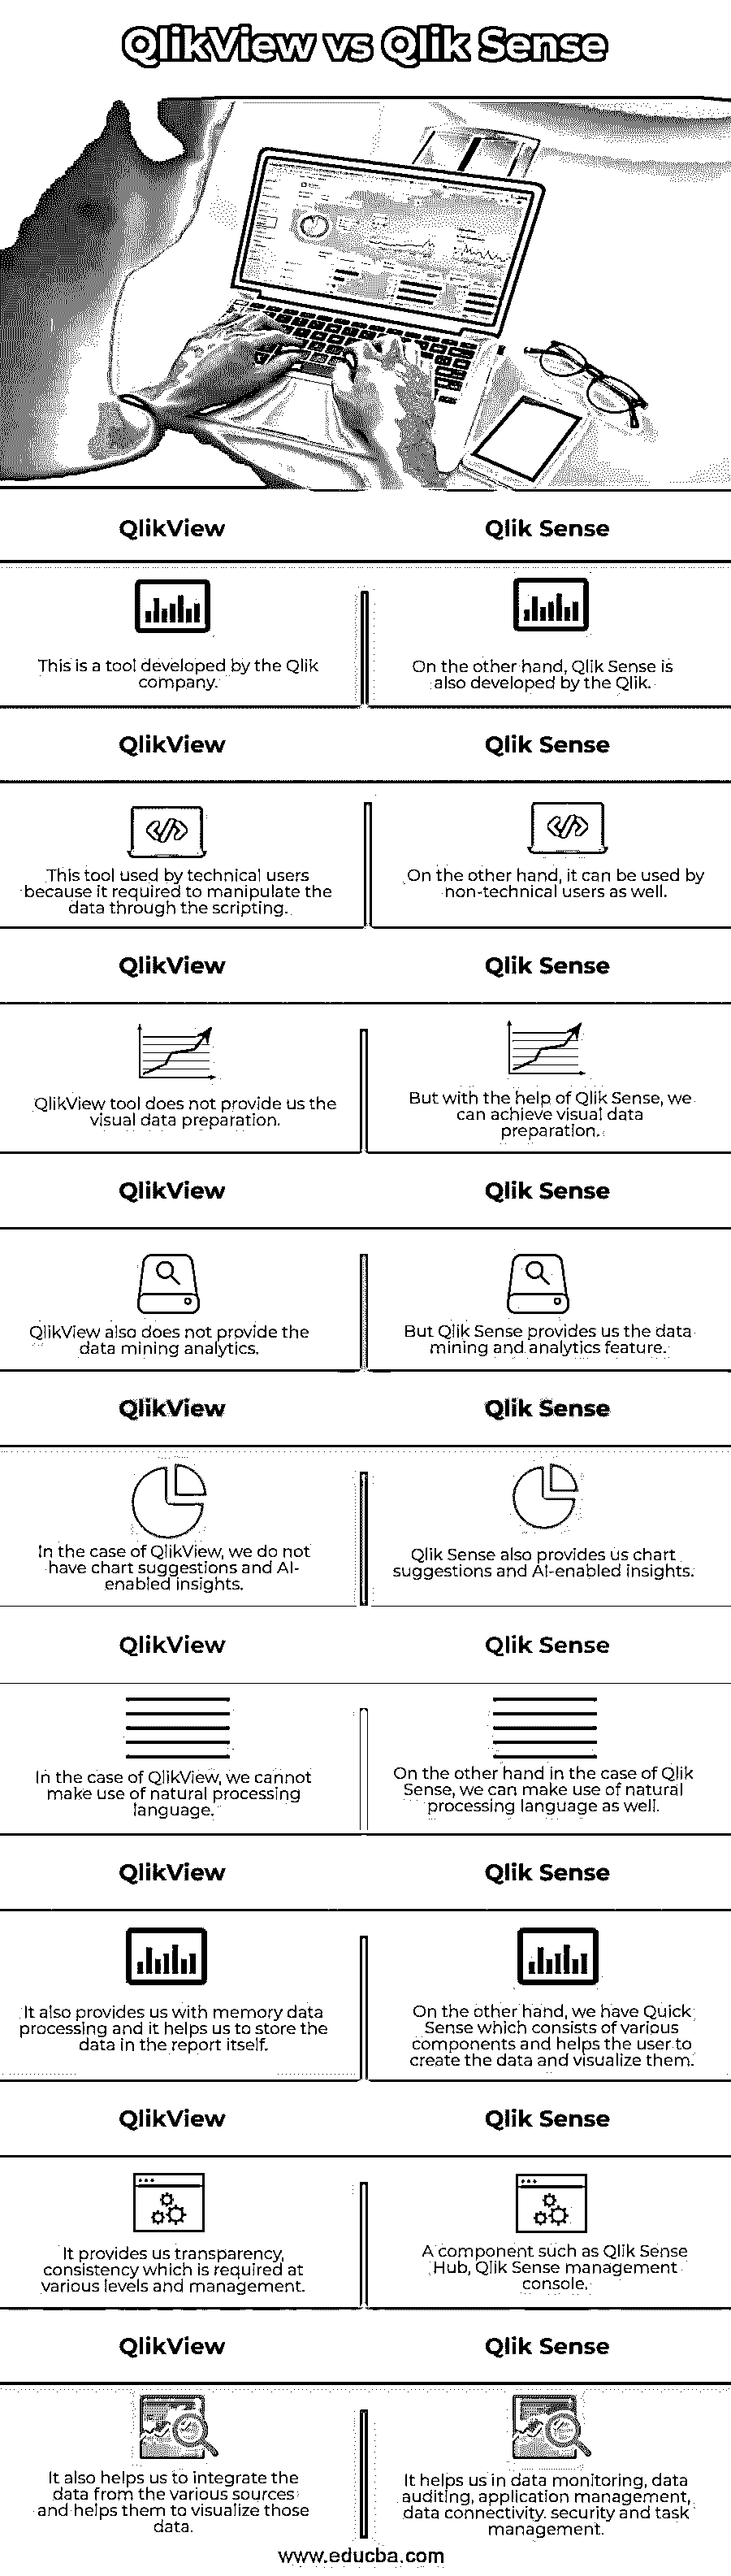 QlikView vs Qlik Sense
QlikView
Qlik Sense
This is a tool developed by the Qlik
company.
On the other hand, Qlik Sense is
also developed by the Qlik.
QlikView
Qlik Sense
This tool used by technical users
because it required to manipulate the
data through the scripting.
On the other hand, it can be used by
non-technical users as well.
QlikView
Qlik Sense
QlikView tool does not provide us the
visual data preparation.
But with the help of Qlik Sense, we
can achieve visual data
preparation.
QlikView
Qlik Sense
QlikView also does not provide the
data mining analytics.
But Qlik Sense provides us the data
mining and analytics feature.
QlikView
Qlik Sense
In the case of QlikView, we do not
have chart suggestions and AI-
enabled insights.
Qlik Sense also provides us chart
suggestions and AI-enabled insights.
QlikView
Qlik Sense
In the case of QlikView, we cannot
make use of natural processing
language.
On the other hand in the case of Qlik
Sense, we can make use of natural
processing language as well.
QlikView
Qlik Sense
It also provides us with memory data
processing and it helps us to store the
data in the report itself.
On the other hand, we have Quick
Sense which consists of various
components and helps the user to
create the data and visualize them.
QlikView
Qlik Sense
It provides us transparency,
consistency which is required at
various levels and management.
A component such as Qlik Sense
Hub, Qlik Sense management
console.
QlikView
Qlik Sense
It also helps us to integrate the
data from the various sources
and helps them to visualize those
data.
It helps us in data monitoring, data
auditing, application management,
data connectivity. security and task
management.
www.educba.com